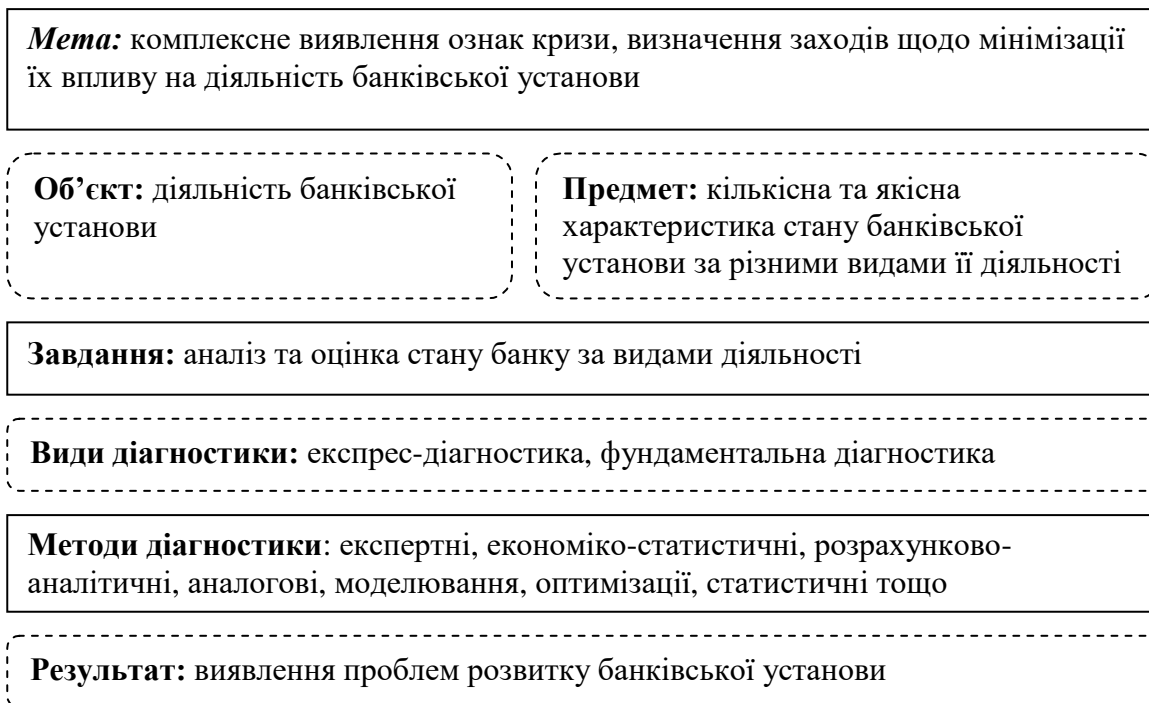 Мета: комплексне виявлення ознак кризи, визначення заходів щодо мінімізації
їх впливу на діяльність банківської установи
Об’єкт: діяльність банківської
установи
Предмет: кількісна та якісна
характеристика стану банківської
установи за різними видами її діяльності
Завдання: аналіз та оцінка стану банку за видами діяльності
Види діагностики: експрес-діагностика, фундаментальна діагностика
Методи діагностики: експертні, економіко-статистичні, розрахунково-
аналітичні, аналогові, моделювання, оптимізації, статистичні тощо
Результат: виявлення проблем розвитку банківської установи